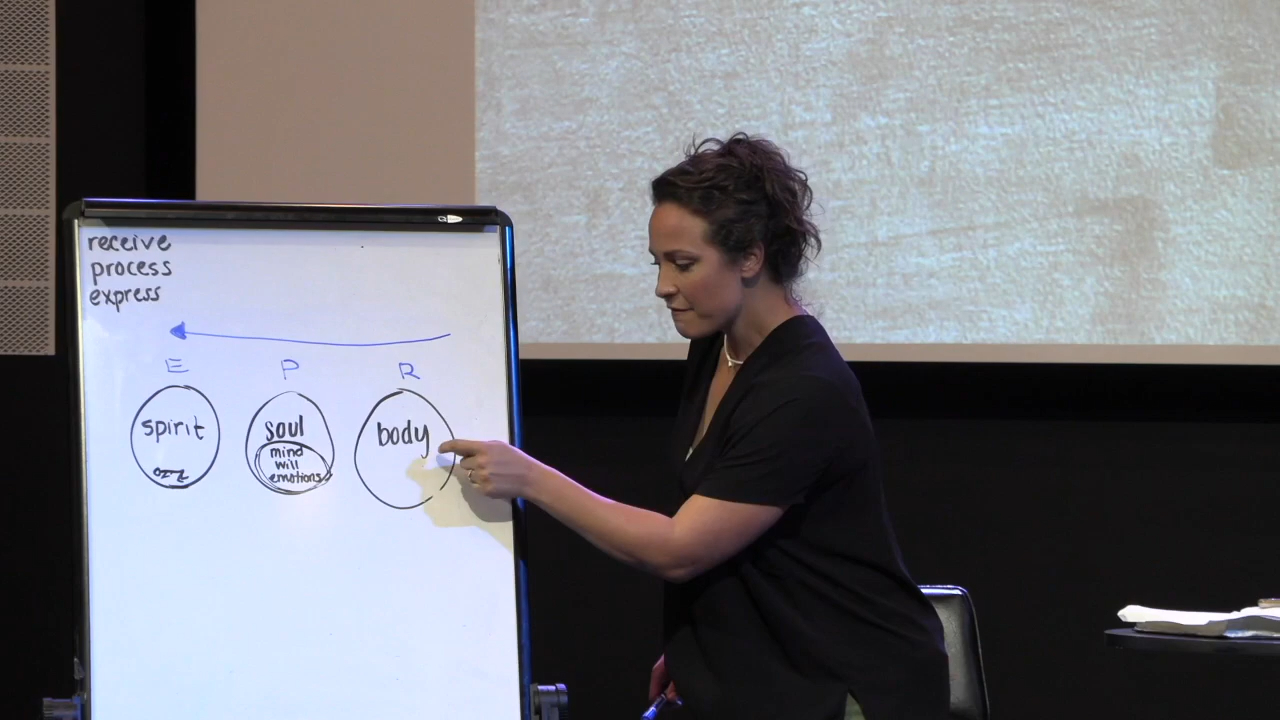 receive
process
express
E P R
spirit soul body
mind
will
emotions